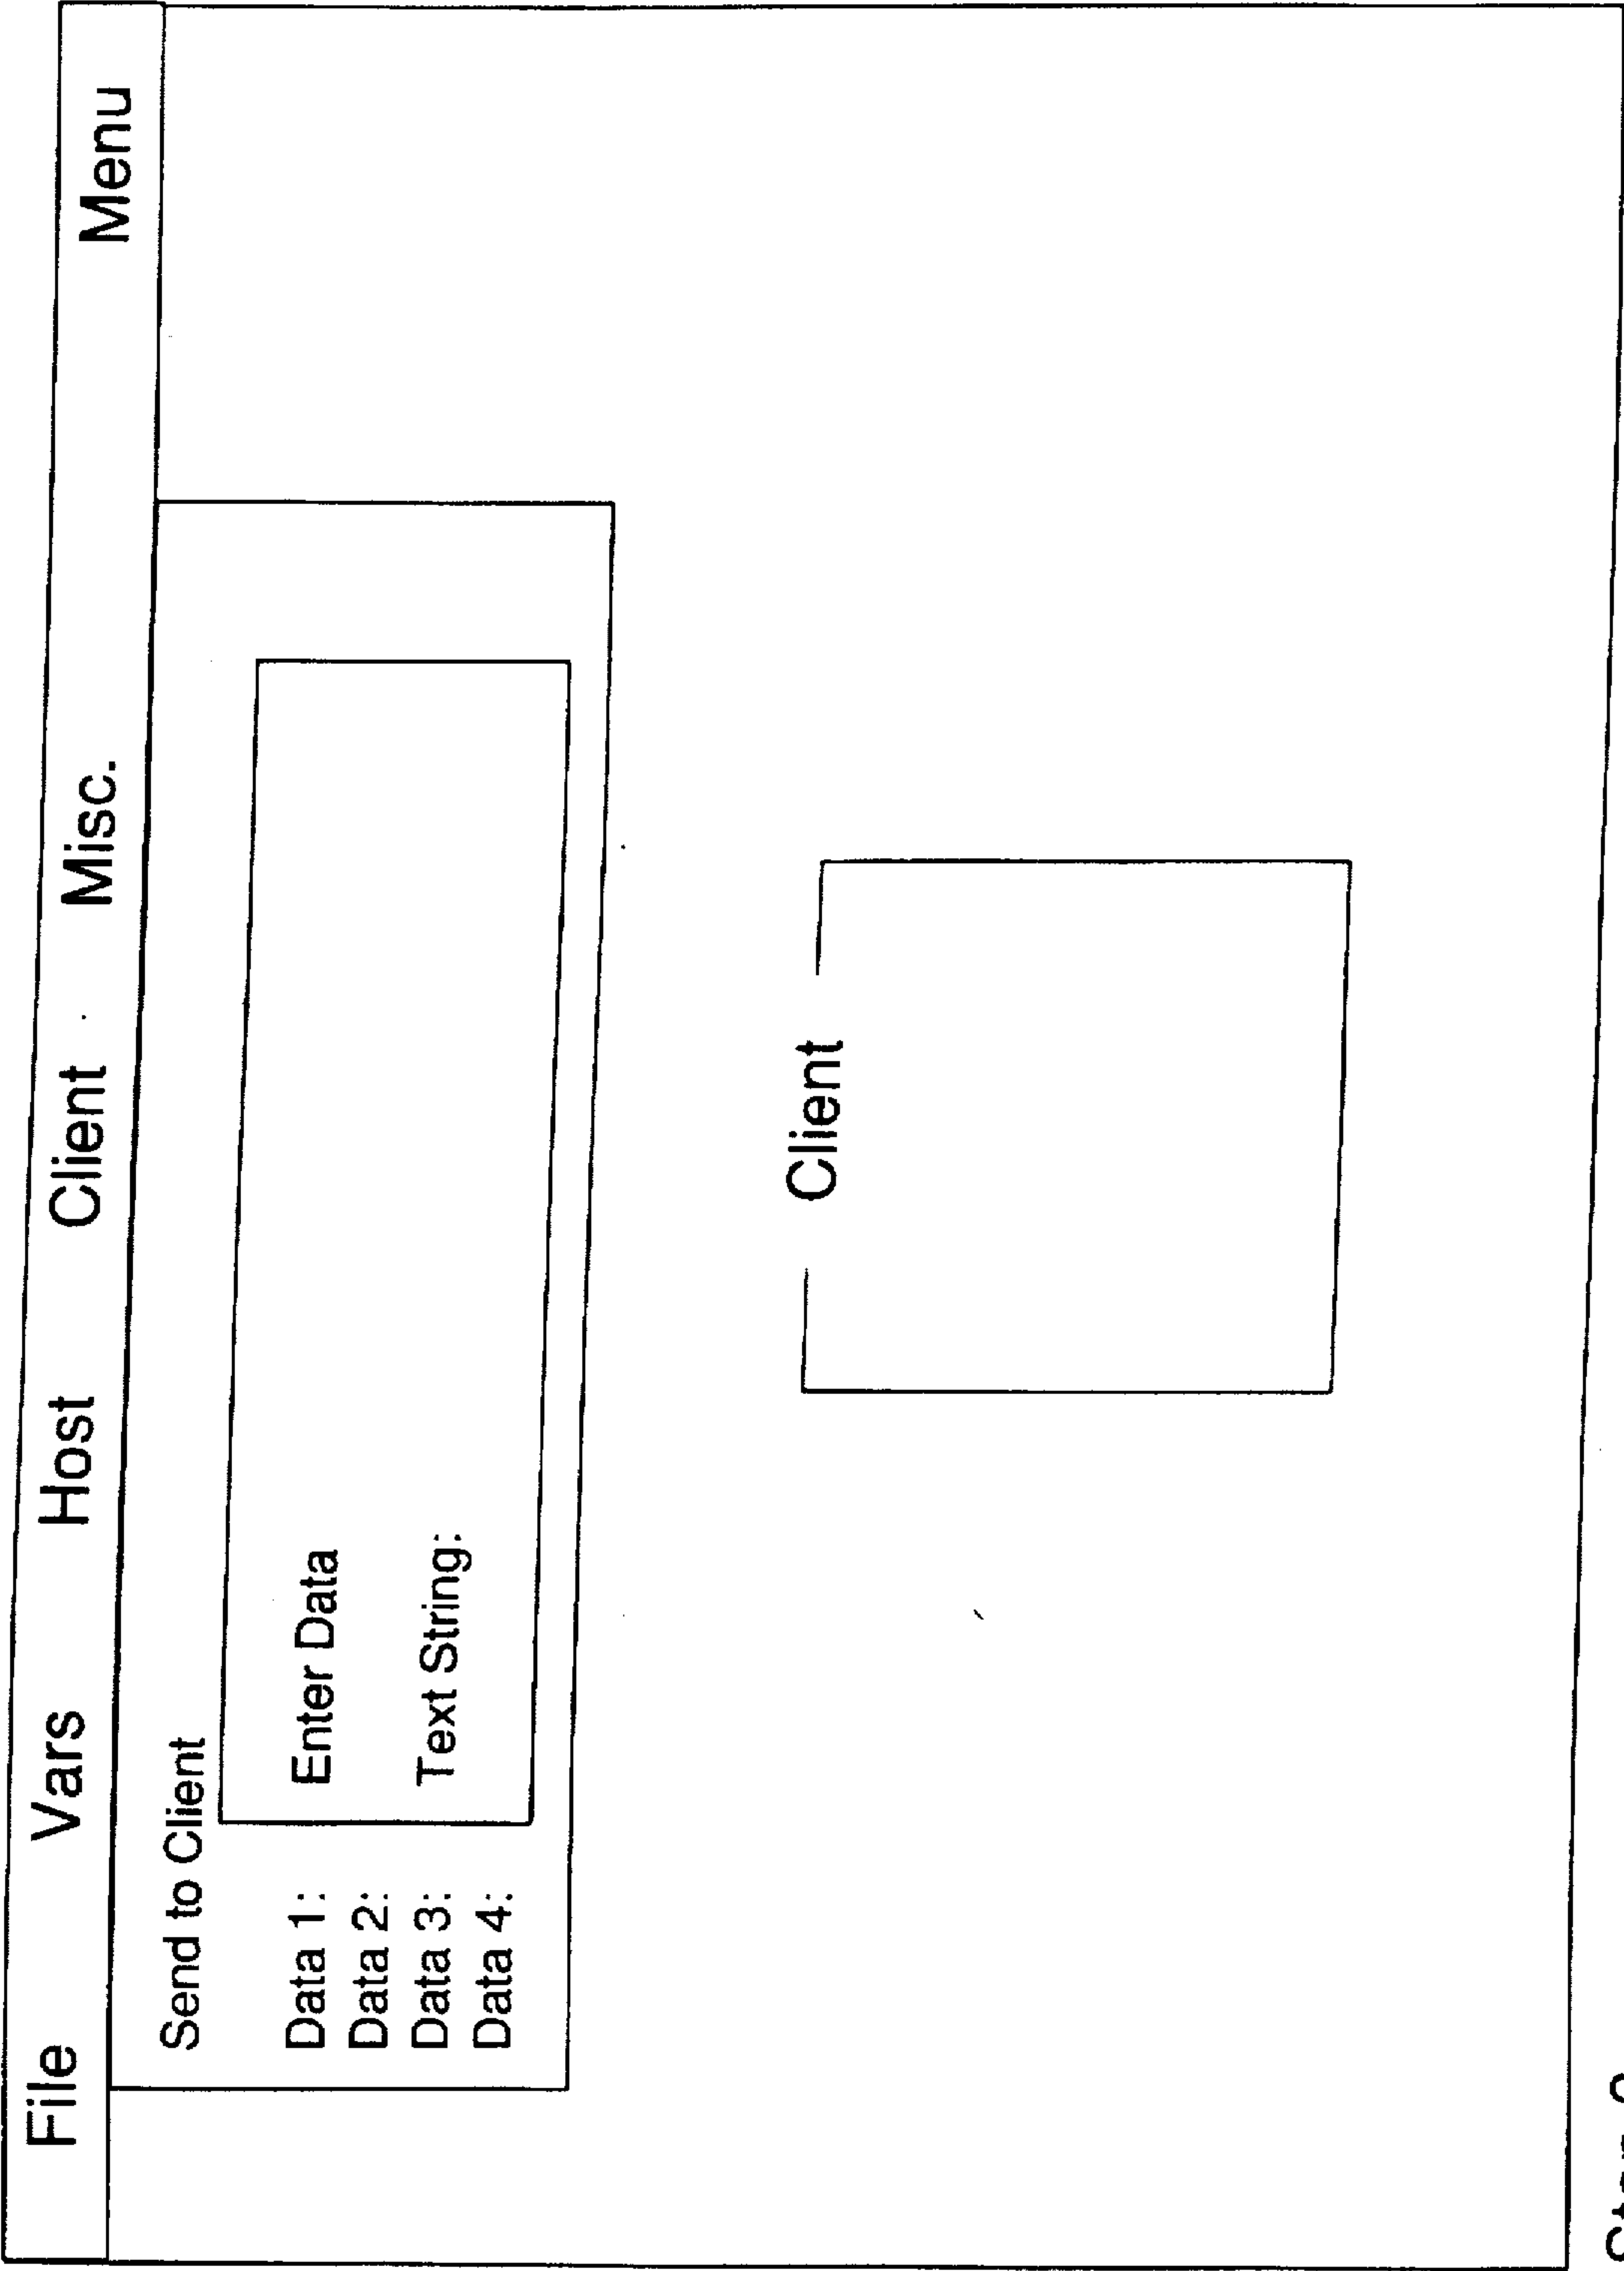 File Vars Host Client Misc. Menu
Send to Client
Data 1: Enter Data
Data 2:
Data 3: Text String:
Data 4:
Client